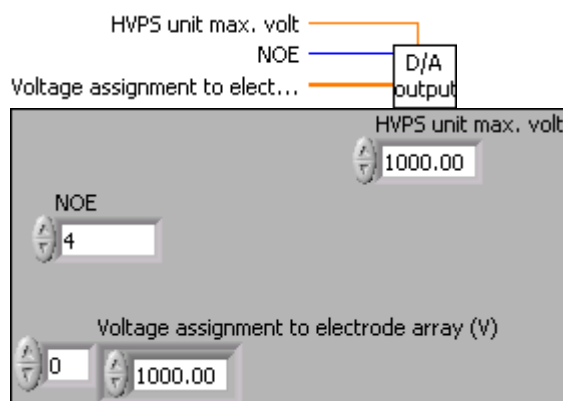 HVPS unit max. volt
NOE
Voltage assignment to elect...
D/A
output
HVPS unit max. volt
1000.00
NOE
4
Voltage assignment to electrode array (V)
0
1000.00